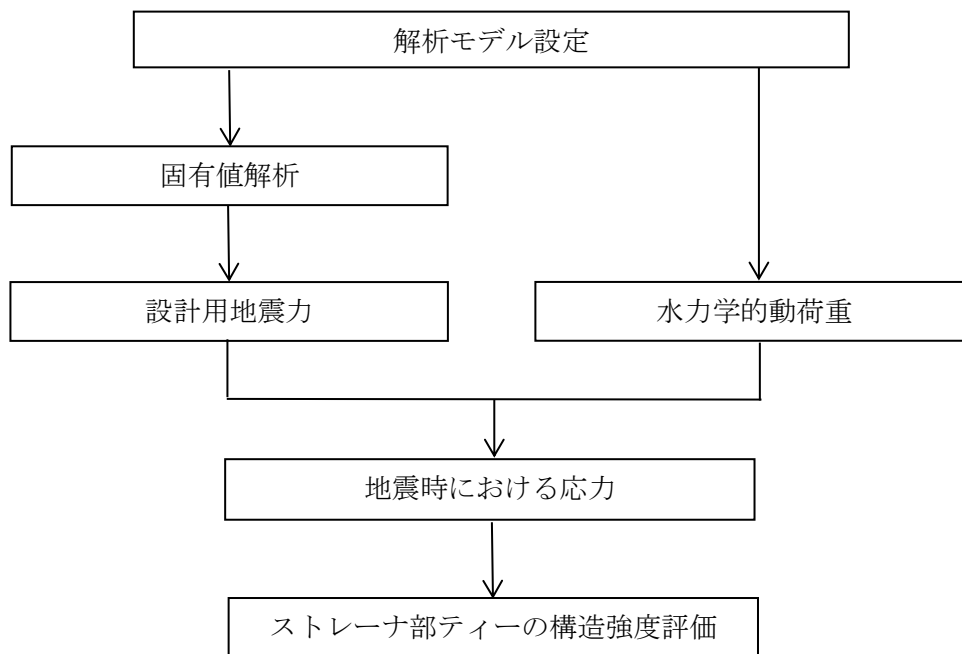 解析モデル設定
固有値解析
設計用地震力
水力学的動荷重
地震時における応力
ストレーナ部ティーの構造強度評価